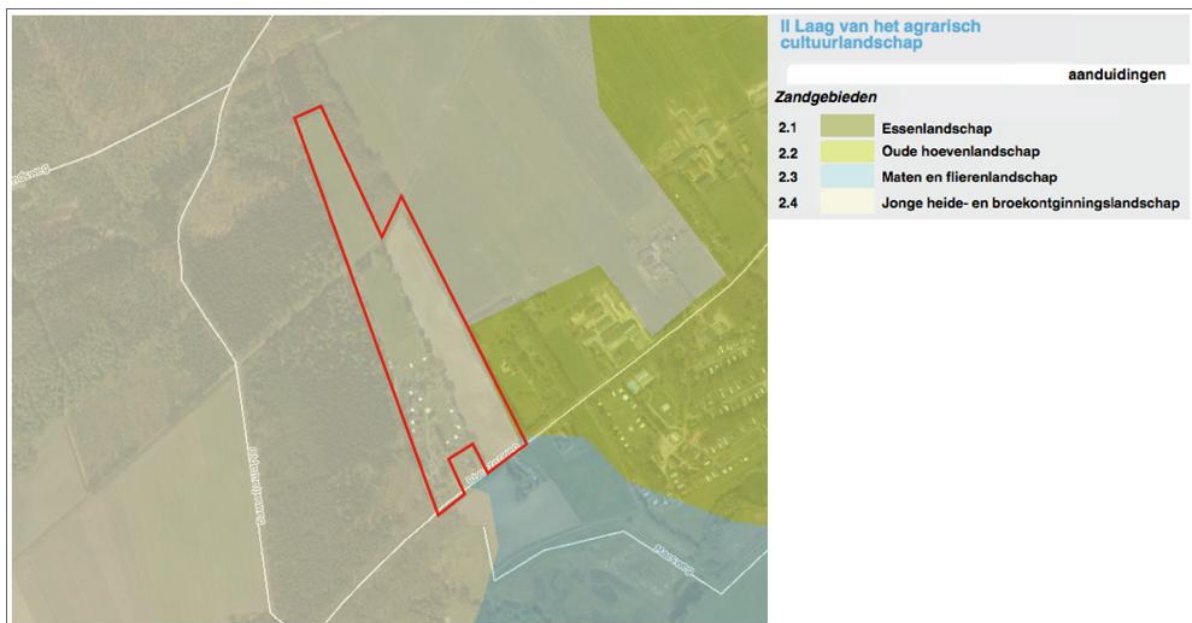 II Laag van het agrarisch
cultuurlandschap
aanduidingen
Zandgebieden
2.1 Essenlandschap
2.2 Oude hoevenlandschap
2.3 Maten en flierenlandschap
2.4 Jonge heide- en broekontginningslandschap
Marsweg